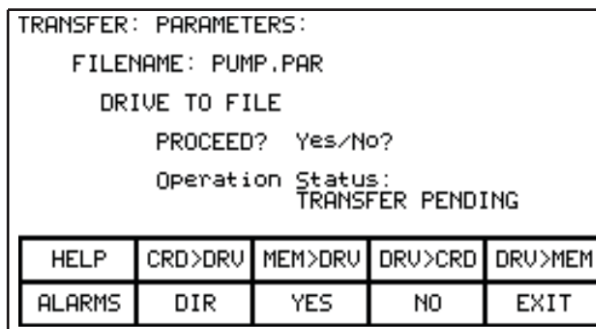 TRANSFER: PARAMETERS:
FILENAME: PUMP.PAR
DRIVE TO FILE
PROCEED? Yes/No?
Operation Status:
TRANSFER PENDING
HELP CRD>DRV MEM>DRV DRV>CRD DRV>MEM
ALARMS DIR YES NO EXIT